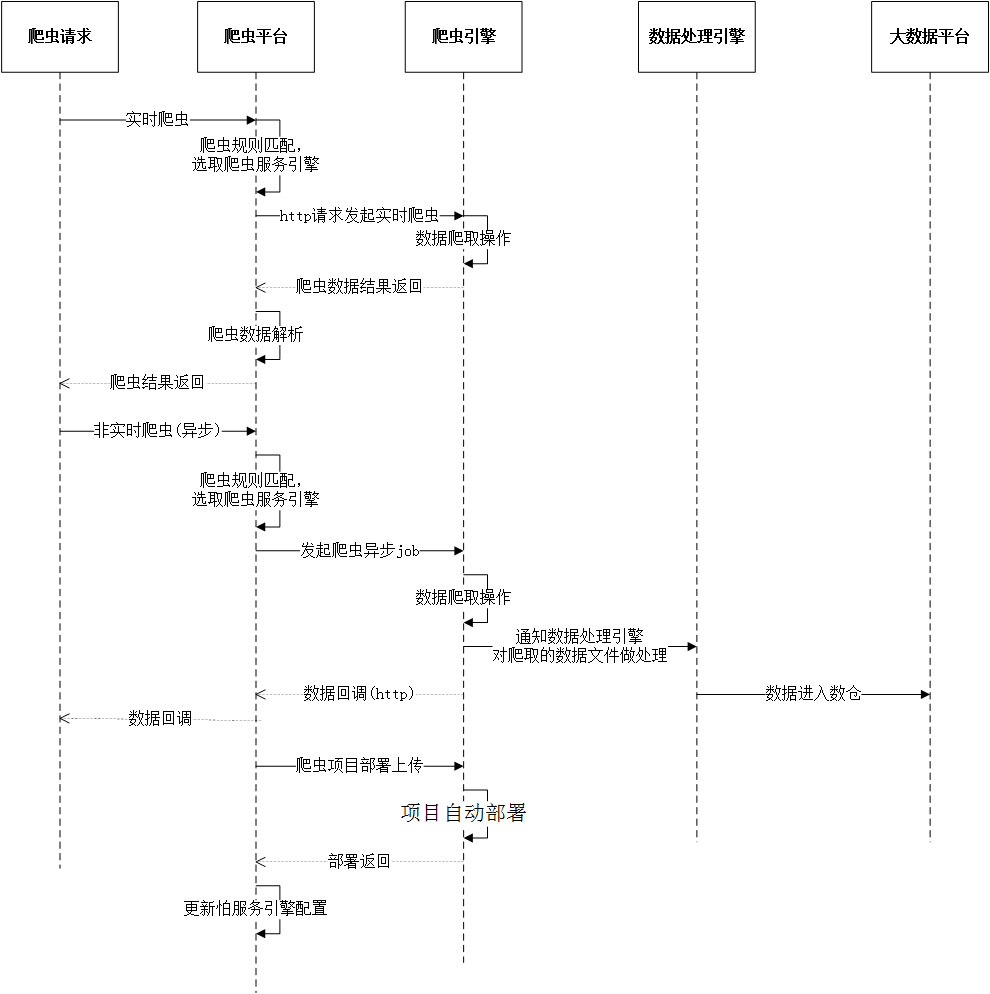 爬虫请求
爬虫平台
爬虫引擎
数据处理引擎
大数据平台
实时爬虫
爬虫规则匹配，
选取爬虫服务引擎
http请求发起实时爬虫
数据爬取操作
爬虫数据结果返回
爬虫数据解析
爬虫结果返回
非实时爬虫(异步)
爬虫规则匹配，
选取爬虫服务引擎
发起爬虫异步job
数据爬取操作
通知数据处理引擎
对爬取的数据文件做处理
数据回调(http)
数据进入数仓
数据回调
爬虫项目部署上传
项目自动部署
部署返回
更新怕服务引擎配置